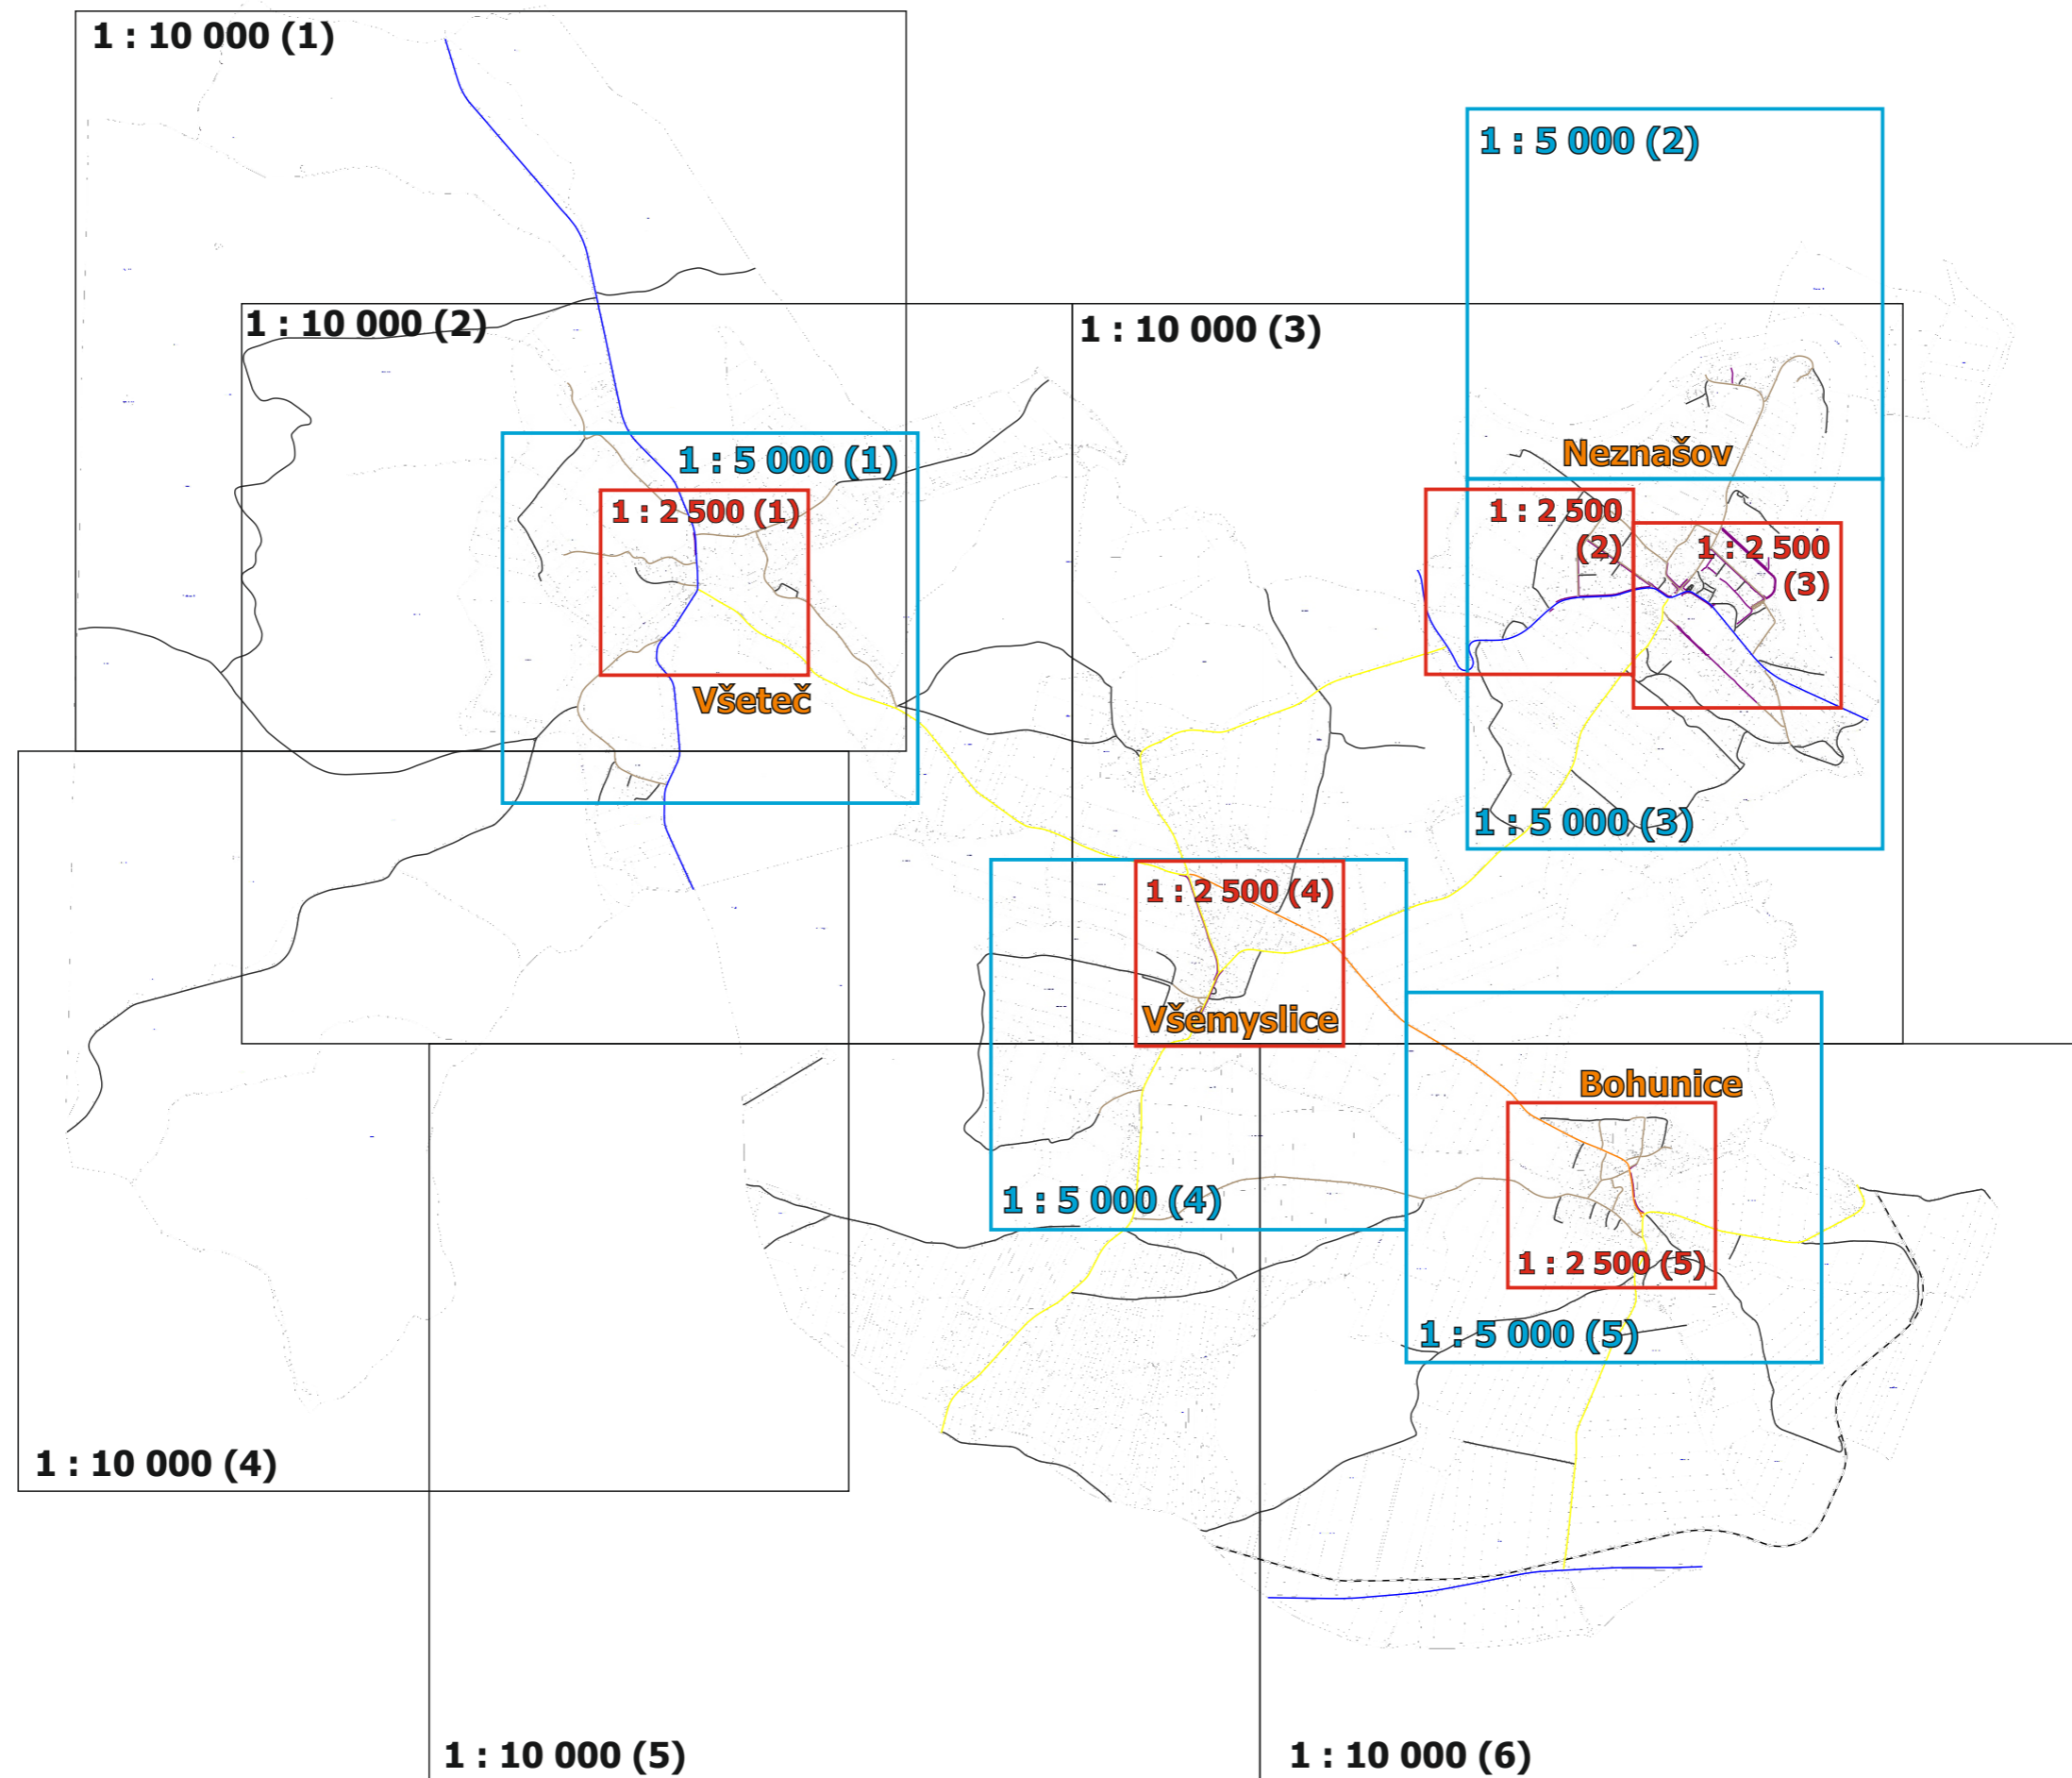 1 : 10 000 (1)
1 : 5 000 (2)
1 : 10 000 (2)
1 : 10 000 (3)
Neznašov
1 : 5 000 (1)
1 : 2 500 (1)
1 : 2 500
(2)
1 : 2 500
(3)
Všeteč
1 : 5 000 (3)
1 : 2 500 (4)
Všemyslice
Bohunice
1 : 5 000 (4)
1 : 2 500 (5)
1 : 5 000 (5)
1 : 10 000 (4)
1 : 10 000 (5)
1 : 10 000 (6)